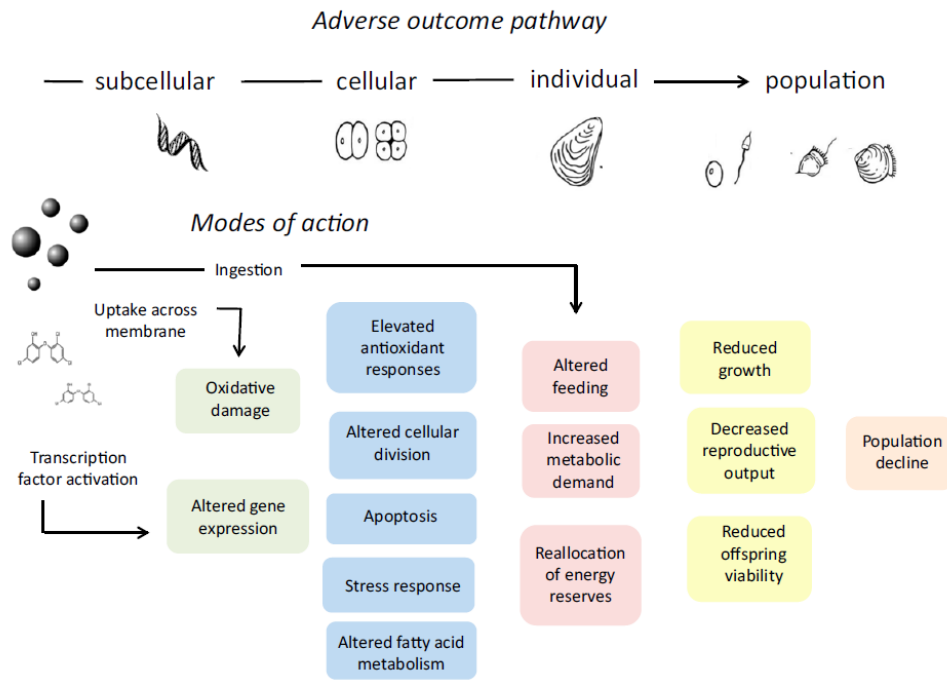 Adverse outcome pathway
subcellular
cellular
individual
population
Modes of action
Ingestion
Uptake across
membrane
Oxidative
damage
Transcription
factor activation
Altered gene
expression
Elevated
antioxidant
responses
Altered cellular
division
Apoptosis
Stress response
Altered fatty acid
metabolism
Altered
feeding
Increased
metabolic
demand
Reallocation
of energy
reserves
Reduced
growth
Decreased
reproductive
output
Reduced
offspring
viability
Population
decline